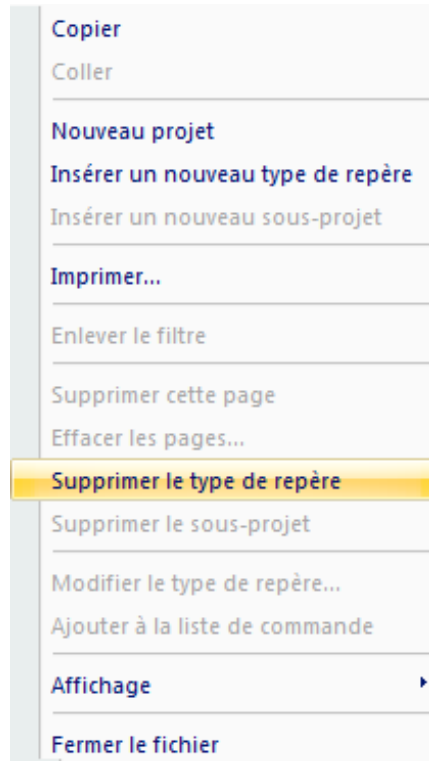 Copier
Coller
Nouveau projet
Insérer un nouveau type de repère
Insérer un nouveau sous-projet
Imprimer...
Enlever le filtre
Supprimer cette page
Effacer les pages...
Supprimer le type de repère
Supprimer le sous-projet
Modifier le type de repère...
Ajouter à la liste de commande
Affichage
Fermer le fichier